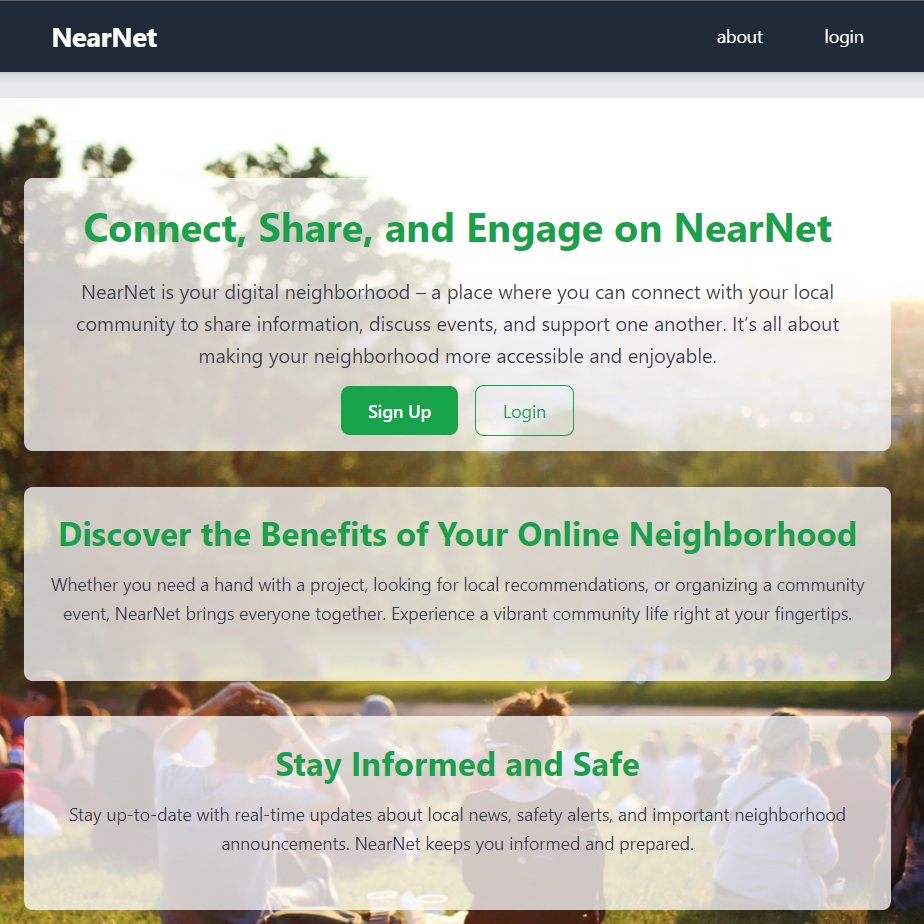 NearNet
about
login
Connect, Share, and Engage on NearNet
NearNet is your digital neighborhood – a place where you can connect with your local
community to share information, discuss events, and support one another. It’s all about
making your neighborhood more accessible and enjoyable.
Sign Up
Login
Discover the Benefits of Your Online Neighborhood
Whether you need a hand with a project, looking for local recommendations, or organizing a community
event, NearNet brings everyone together. Experience a vibrant community life right at your fingertips.
Stay Informed and Safe
Stay up-to-date with real-time updates about local news, safety alerts, and important neighborhood
announcements. NearNet keeps you informed and prepared.